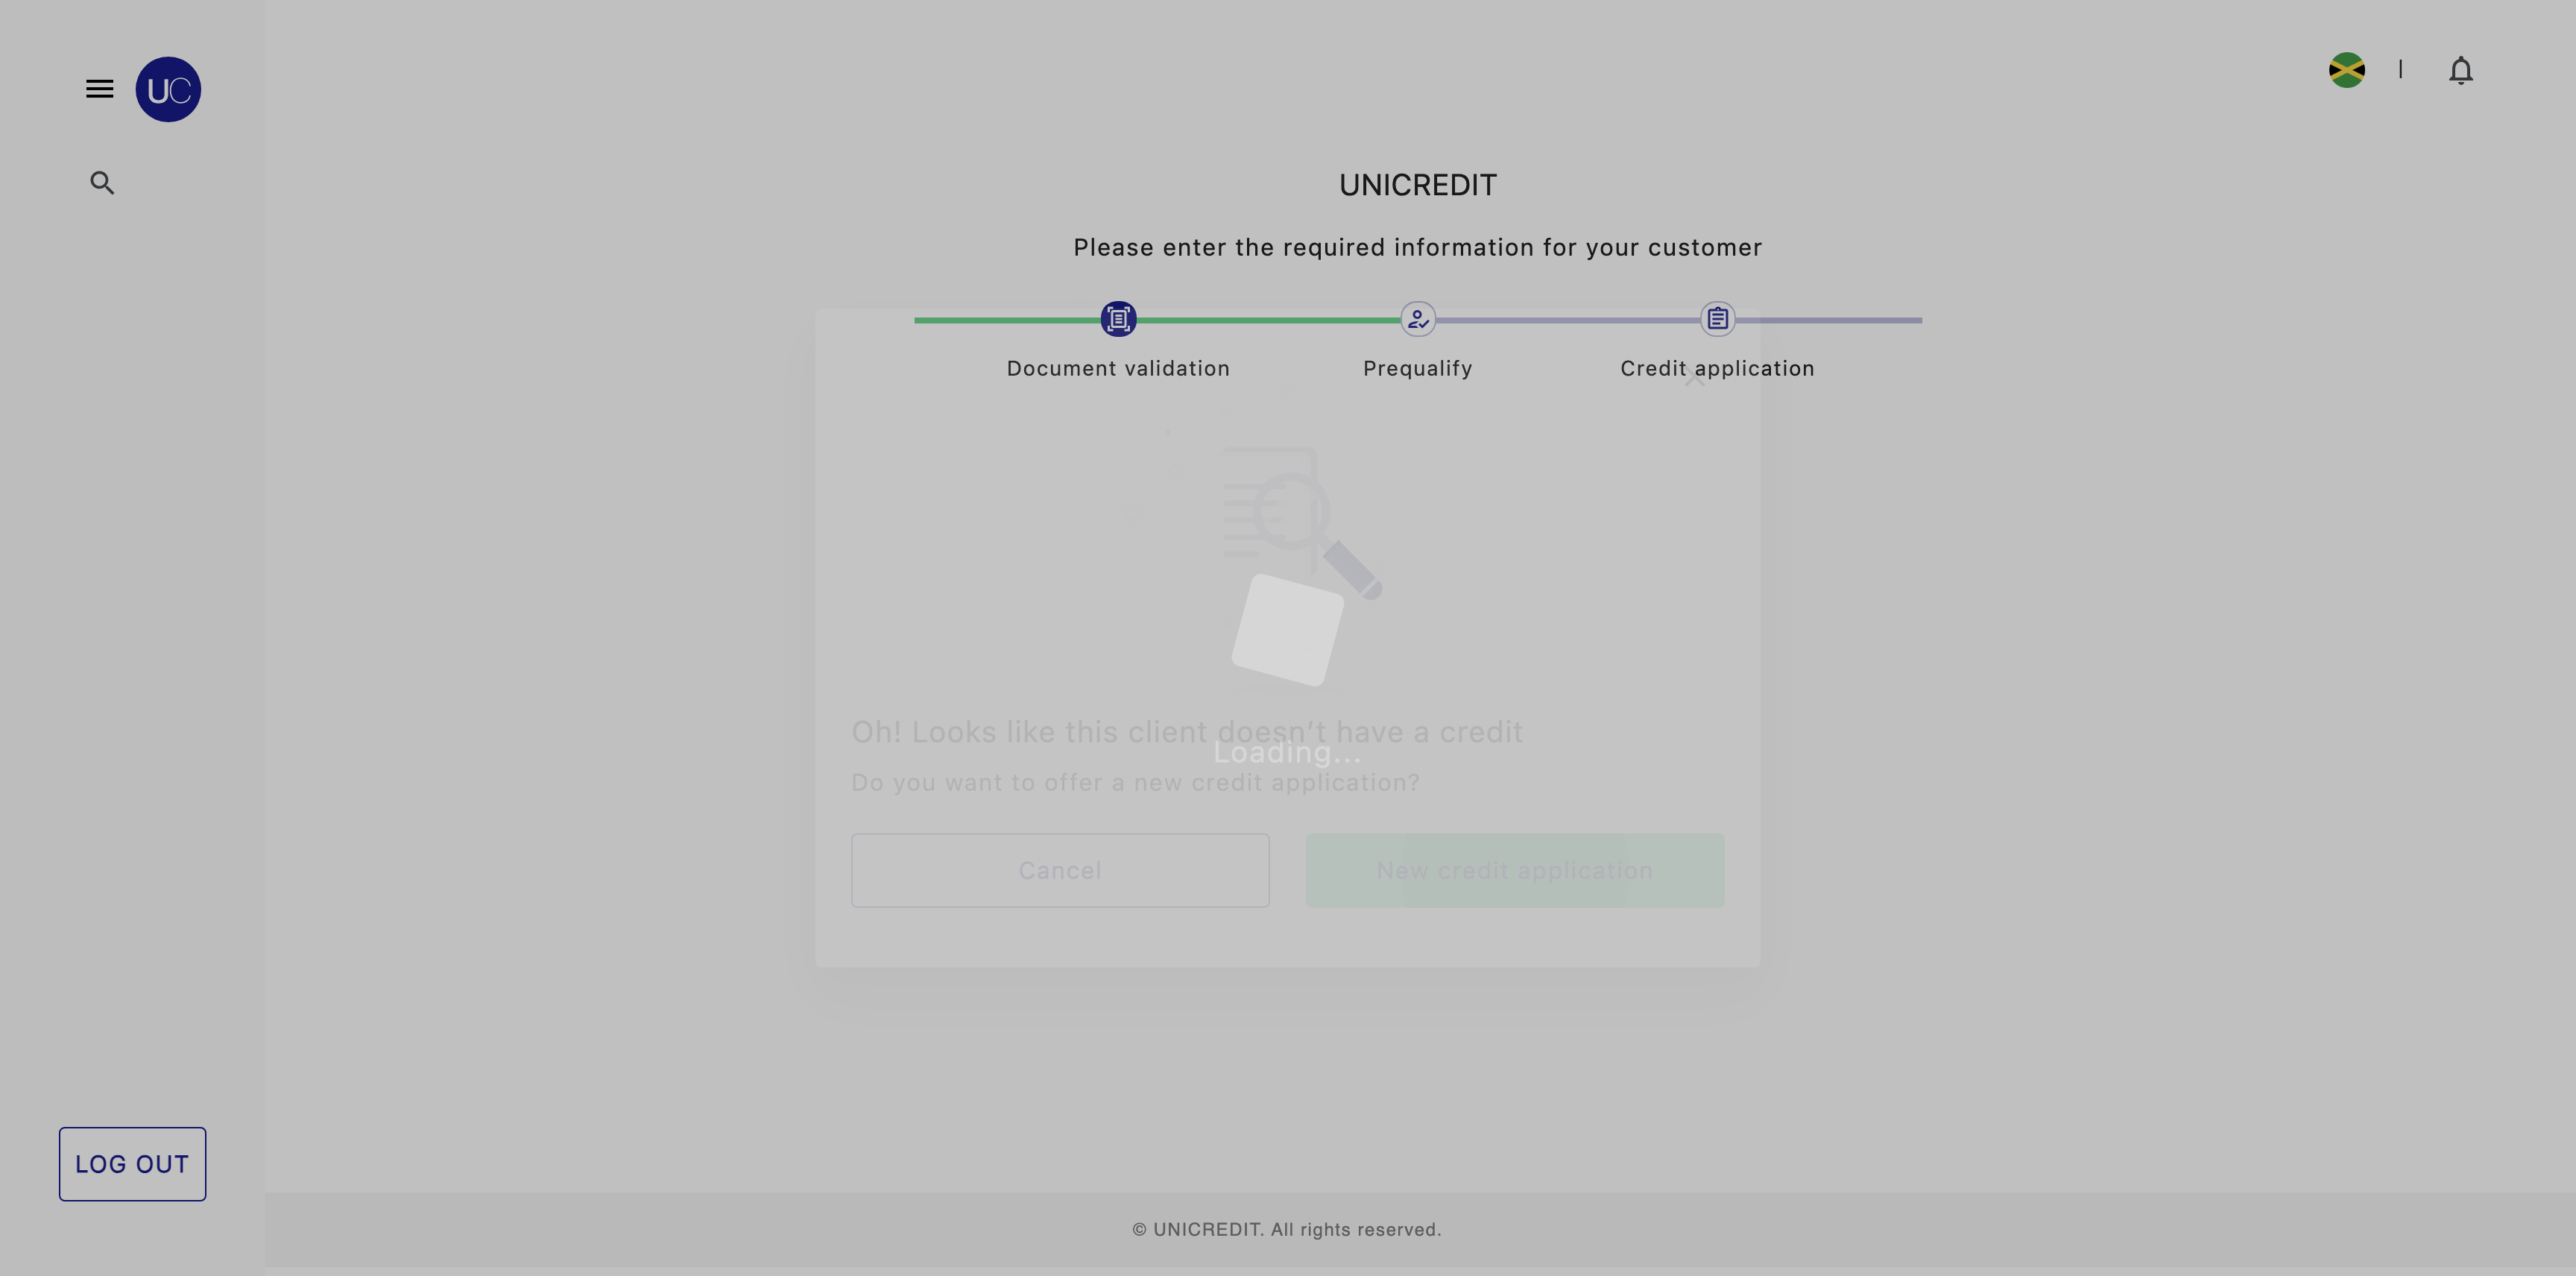 UC
UNICREDIT
Please enter the required information for your customer
Document validation
Prequalify
Credit application
Oh! Looks like this client doesn’t have a credit
Loading...
Do you want to offer a new credit application?
Cancel
New credit application
LOG OUT
© UNICREDIT. All rights reserved.